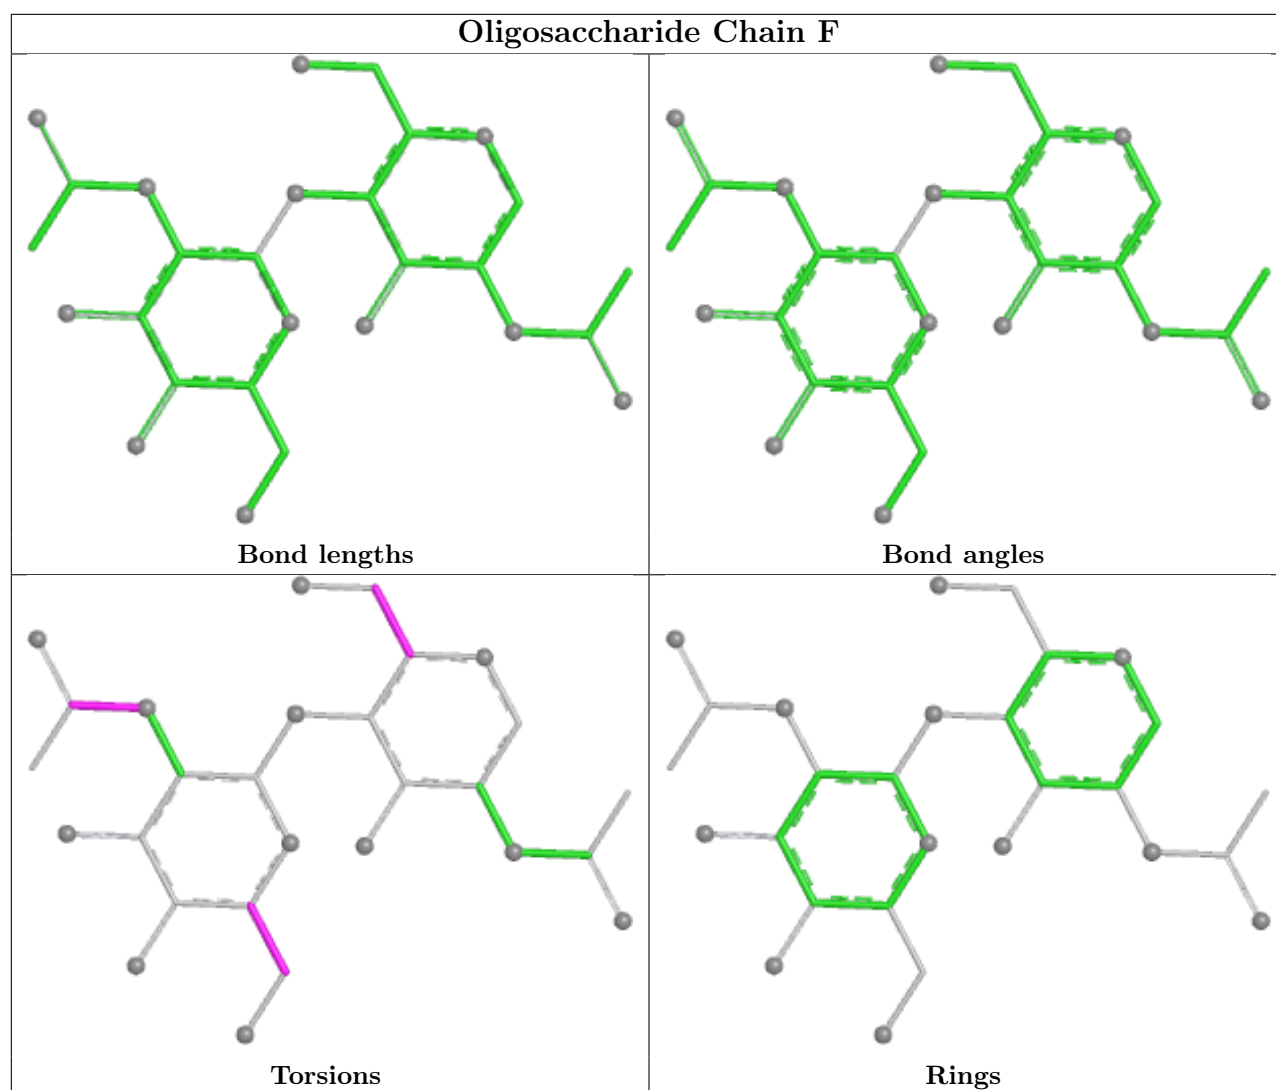 Oligosaccharide Chain F
Bond lengths
Bond angles
Torsions
Rings